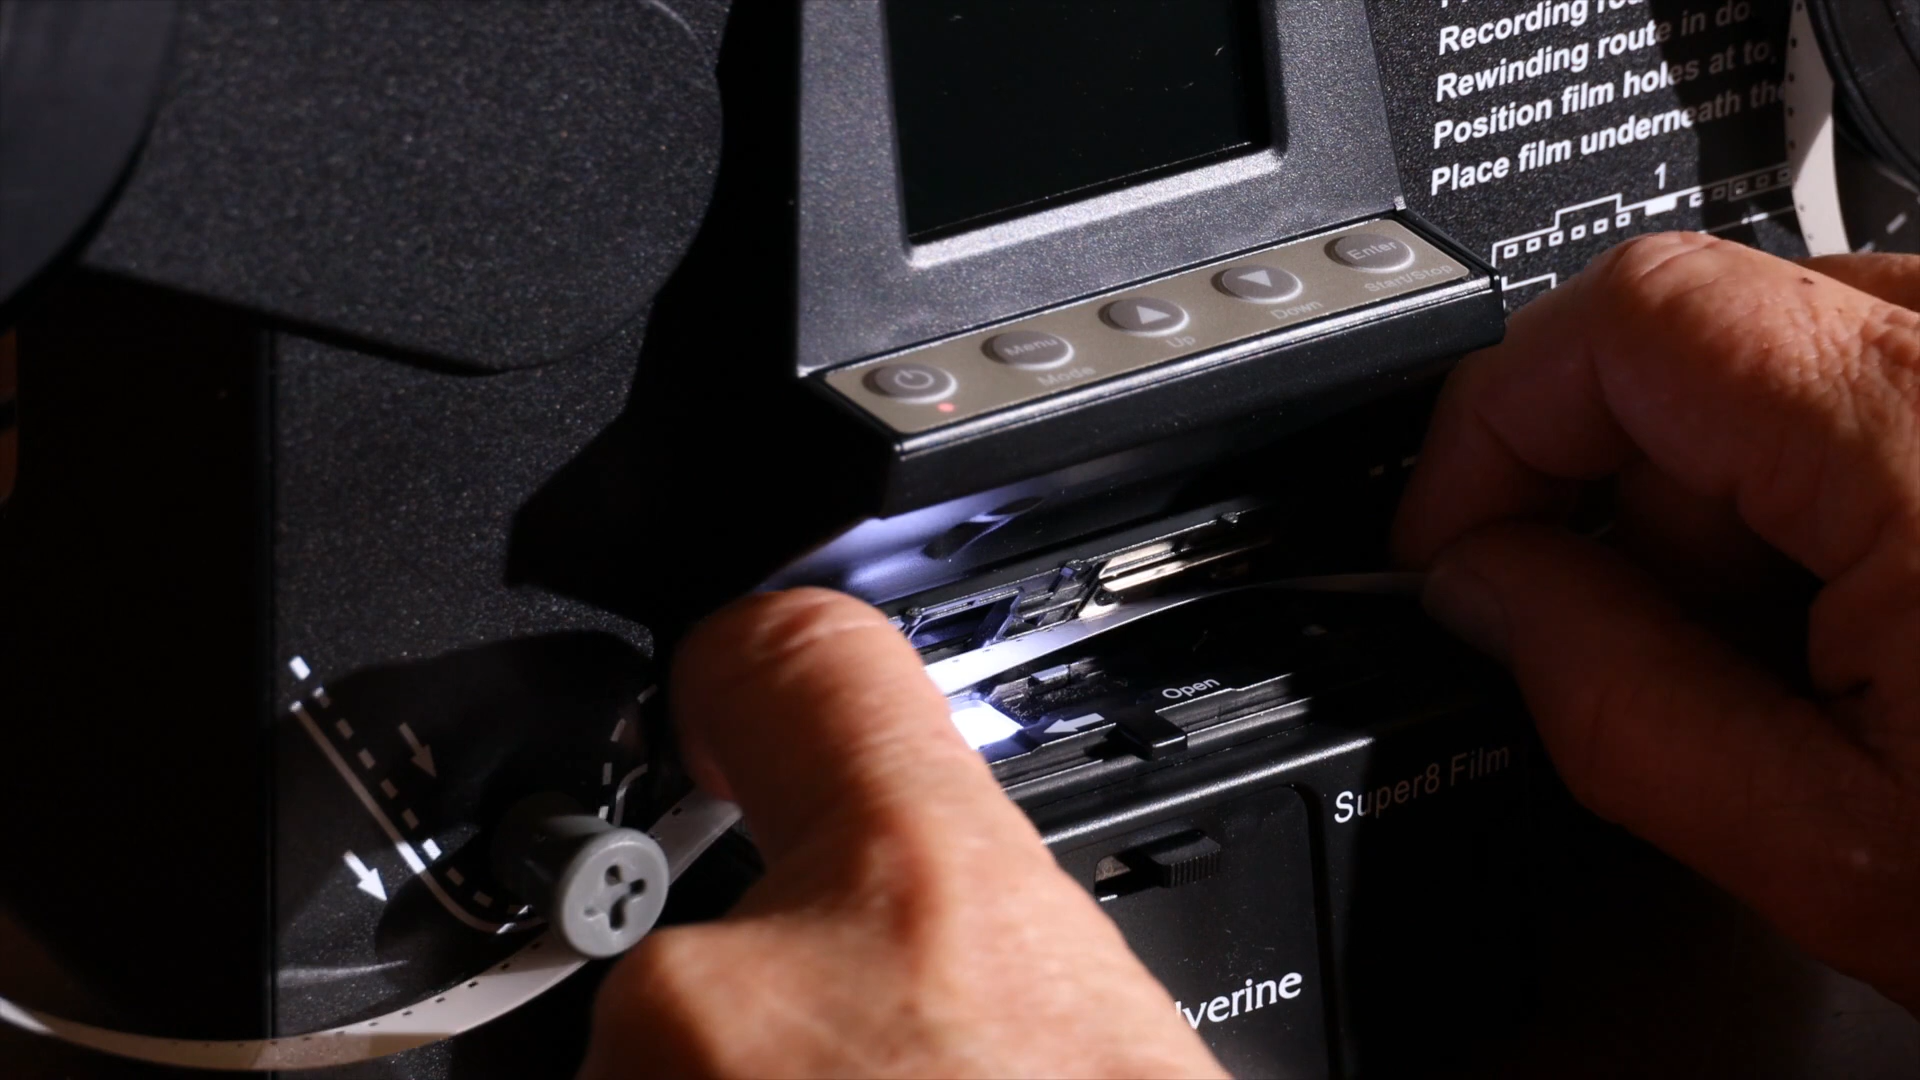 Recording
Rewinding route in do
Position film holes at to
Place film underneath the
1
Enter
Start/Stop
Down
Up
Menu
Mode
Open
Super8 Film
lverine